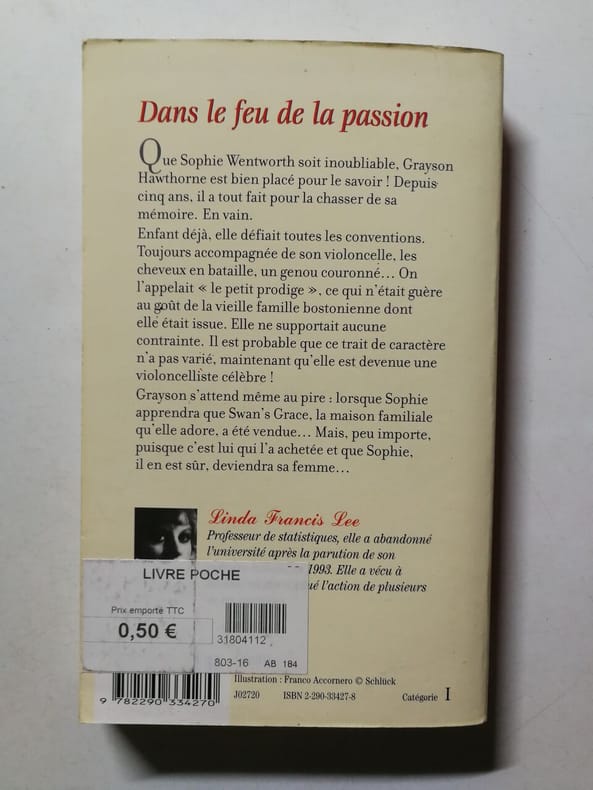 Dans le feu de la passion
Que Sophie Wentworth soit inoubliable, Grayson
Hawthorne est bien placé pour le savoir ! Depuis
cinq ans, il a tout fait pour la chasser de sa
mémoire. En vain.
Enfant déjà, elle défiait toutes les conventions.
Toujours accompagnée de son violoncelle, les
cheveux en bataille, un genou couronné... On
l'appelait « le petit prodige », ce qui n'était guère
au goût de la vieille famille bostonienne dont
elle était issue. Elle ne supportait aucune
contrainte. Il est probable que ce trait de caractère
n'a pas varié, maintenant qu'elle est devenue une
violoncelliste célèbre !
Grayson s'attend même au pire : lorsque Sophie
apprendra que Swan's Grace, la maison familiale
qu'elle adore, a été vendue... Mais, peu importe,
puisque c'est lui qui l'a achetée et que Sophie,
il en est sûr, deviendra sa femme...
Linda Francis Lee
Professeur de statistiques, elle a abandonné
l'université après la parution de son
1993. Elle a vécu à
l'action de plusieurs
LIVRE POCHE
Prix emporté TTC
0,50 €
31804112
803-16 AB 184
Illustration : Franco Accornero © Schlück
J02720 ISBN 2-290-33427-8 Catégorie I
9 782290 334270